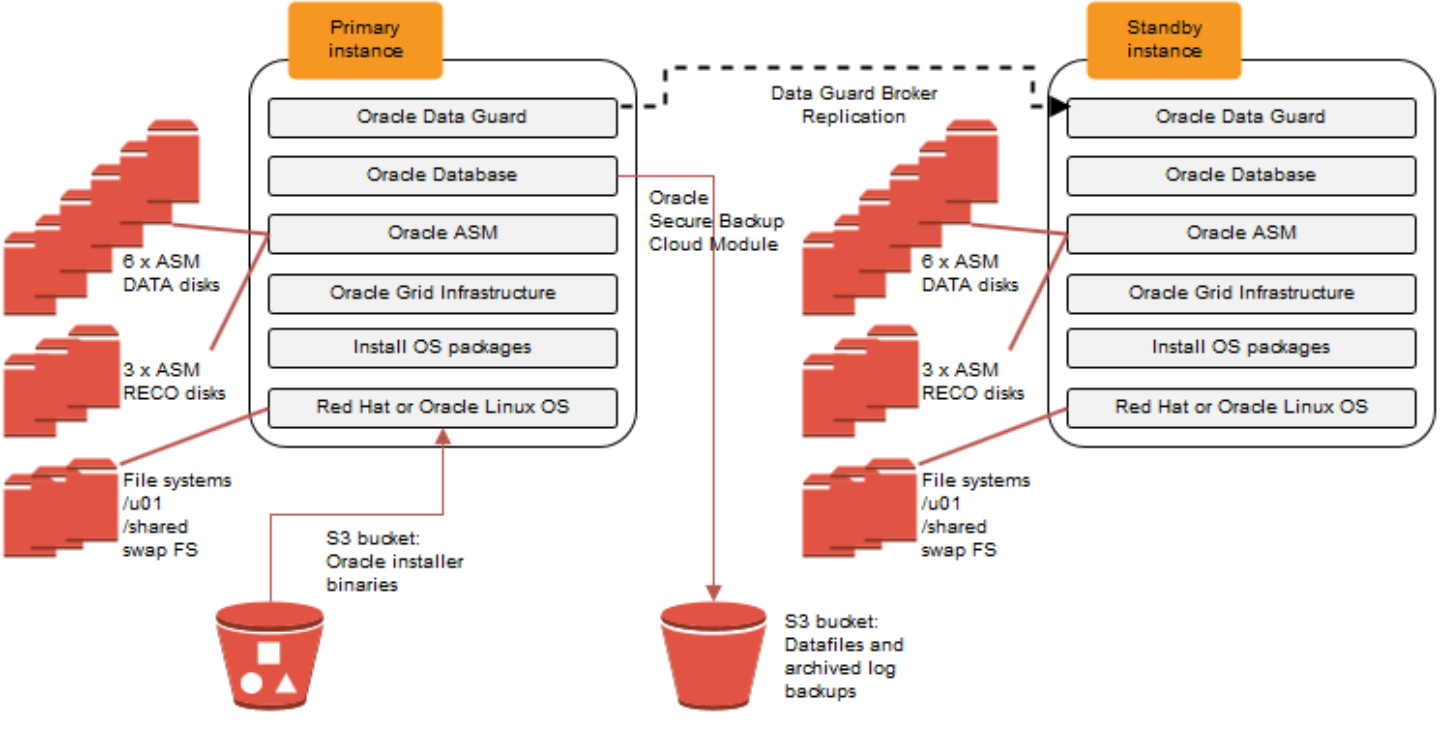 Primary
instance
Standby
instance
Data Guard Broker
Replication
Oracle Data Guard
Oracle Database
Oracle ASM
Oracle Grid Infrastructure
Install OS packages
Red Hat or Oracle Linux OS
6 x ASM
DATA disks
3 x ASM
RECO disks
File systems
/u01
/shared
swap FS
Oracle
Secure Backup
Cloud Module
Oracle Data Guard
Oracle Database
Oracle ASM
Oracle Grid Infrastructure
Install OS packages
Red Hat or Oracle Linux OS
6 x ASM
DATA disks
3 x ASM
RECO disks
File systems
/u01
/shared
swap FS
S3 bucket:
Oracle installer
binaries
S3 bucket:
Datafiles and
archived log
backups